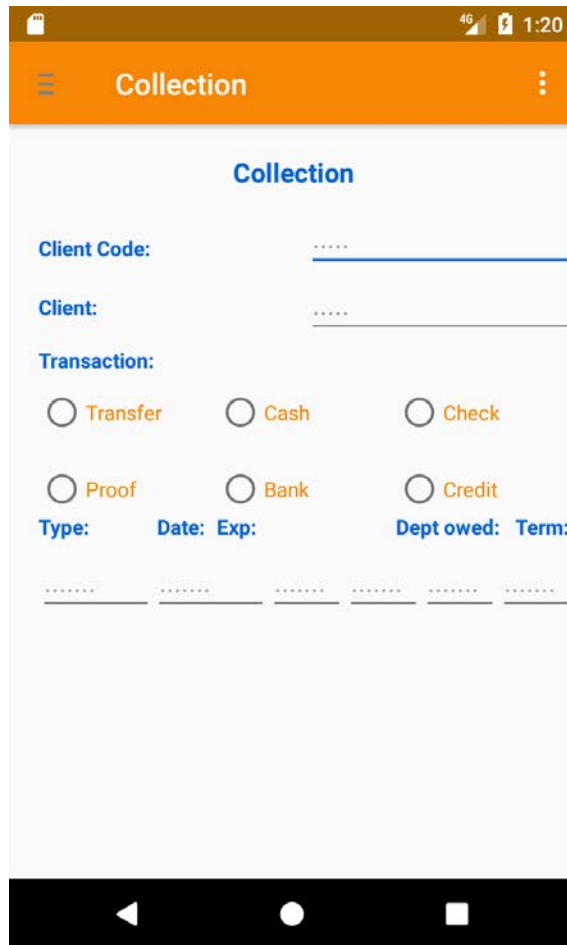 4G 1:20
Collection
Collection
Client Code: .....
Client: .....
Transaction:
Transfer Cash Check
Proof Bank Credit
Type: Date: Exp: Dept owed: Term:
....... ....... ....... ....... ....... .......